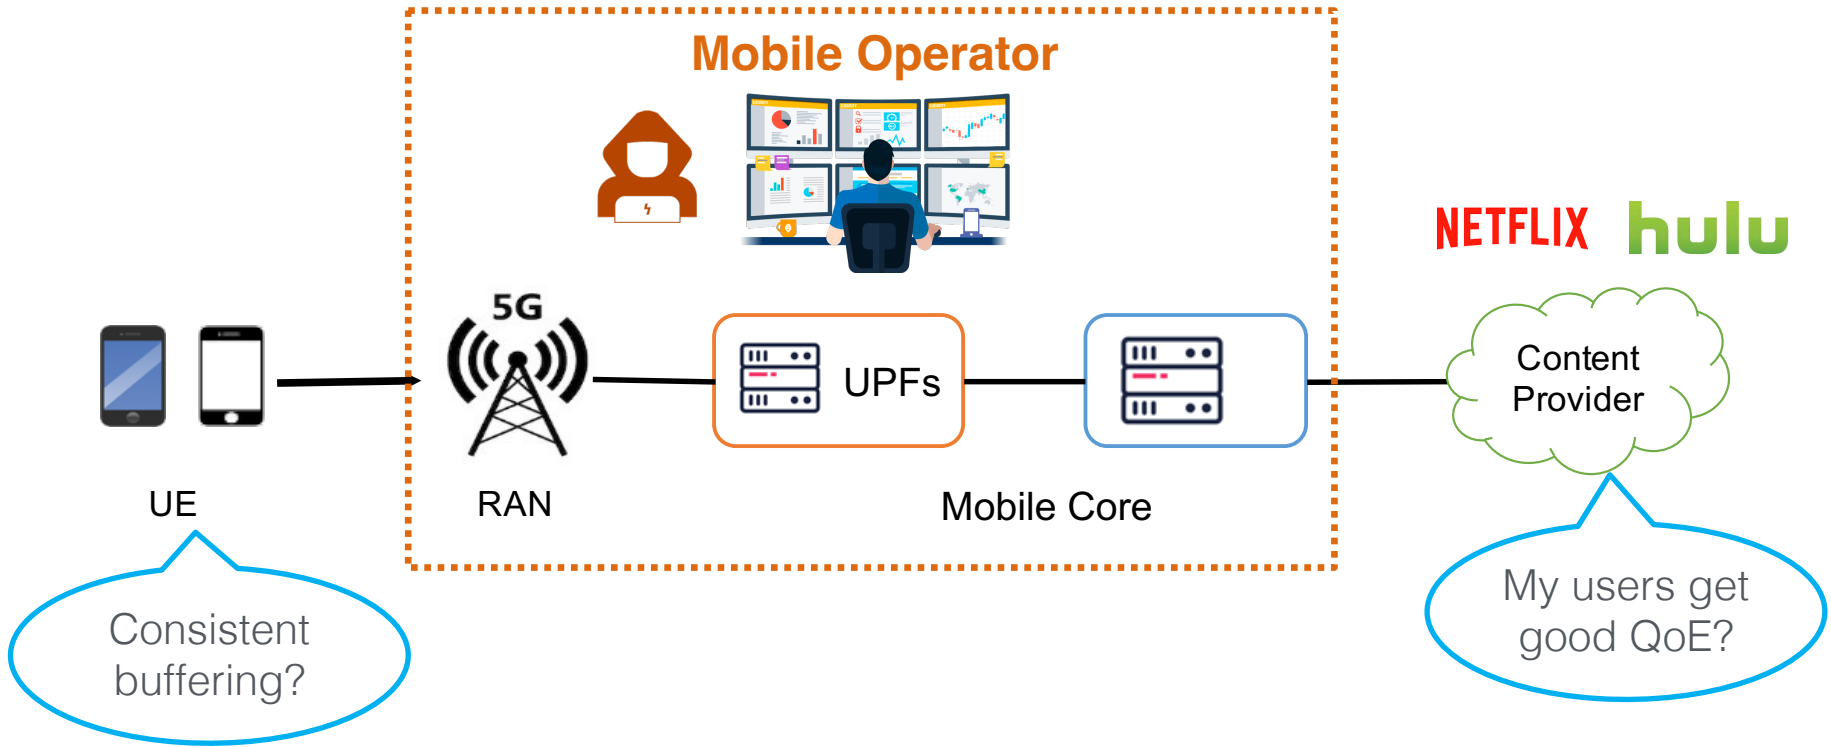 Mobile Operator
NETFLIX
hulu
5G
UPFs
Content
Provider
UE
RAN
Mobile Core
Consistent
buffering?
My users get
good QoE?